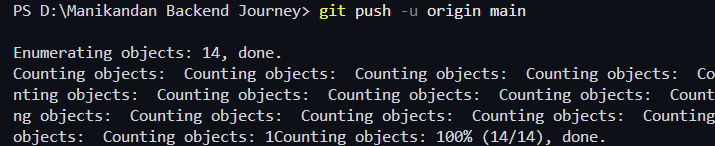 PS D:\Manikandan Backend Journey> git push -u origin main
Enumerating objects: 14, done.
Counting objects:  Counting objects:  Counting objects:  Counting objects:  Co
nting objects:  Counting objects:  Counting objects:  Counting objects:  Count
ng objects:  Counting objects:  Counting objects:  Counting objects:  Counting
objects:  Counting objects: 1Counting objects: 100% (14/14), done.